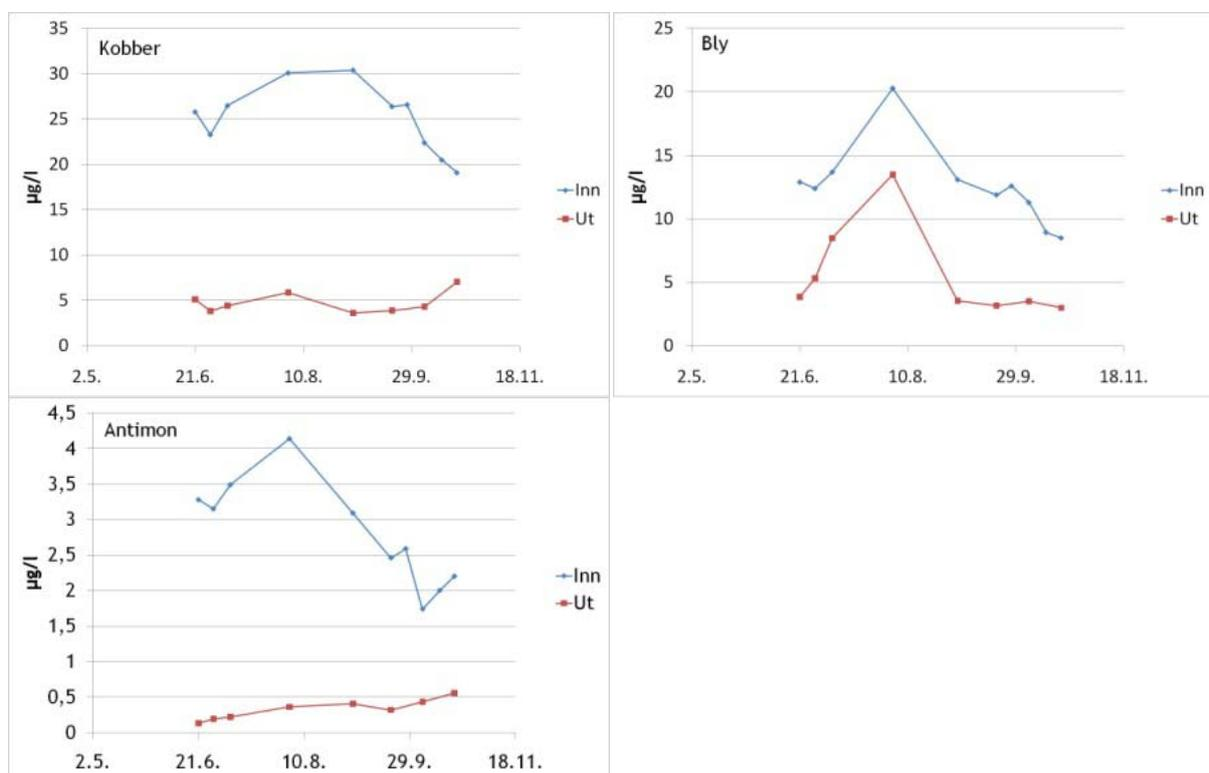 Kobber
35
30
25
20
15
10
5
0
µg/l
2.5. 21.6. 10.8. 29.9. 18.11.
Inn
Ut
Bly
25
20
15
10
5
0
µg/l
2.5. 21.6. 10.8. 29.9. 18.11.
Inn
Ut
Antimon
4,5
4
3,5
3
2,5
2
1,5
1
0,5
0
µg/l
2.5. 21.6. 10.8. 29.9. 18.11.
Inn
Ut